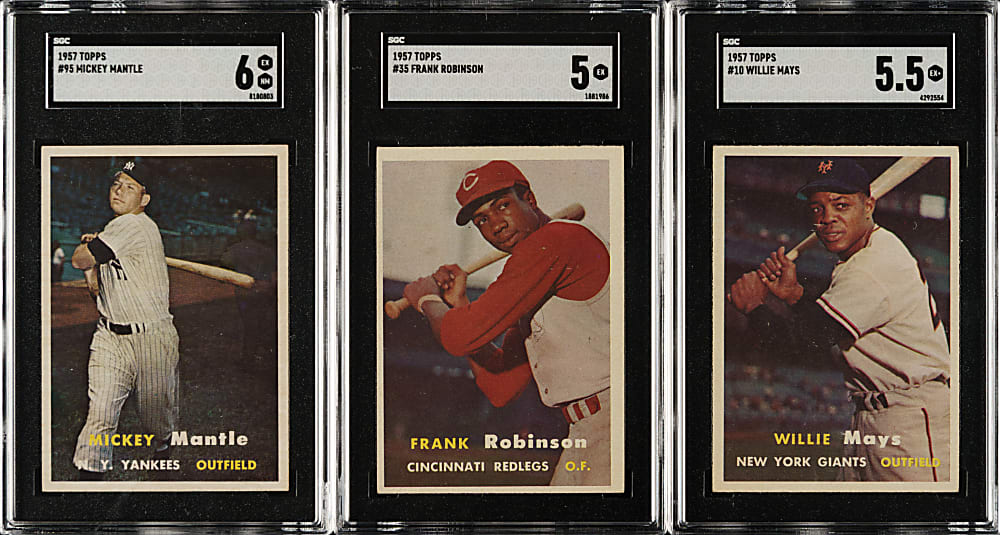 SGC
1957 TOPPS
#95 MICKEY MANTLE
6
EX
NM
8180803
MICKEY Mantle
N. Y. YANKEES OUTFIELD
SGC
1957 TOPPS
#35 FRANK ROBINSON
5
EX
1881986
C
FRANK Robinson
CINCINNATI REDLEGS O.F.
SGC
1957 TOPPS
#10 WILLIE MAYS
5.5
EX+
4292554
NY
WILLIE Mays
NEW YORK GIANTS OUTFIELD